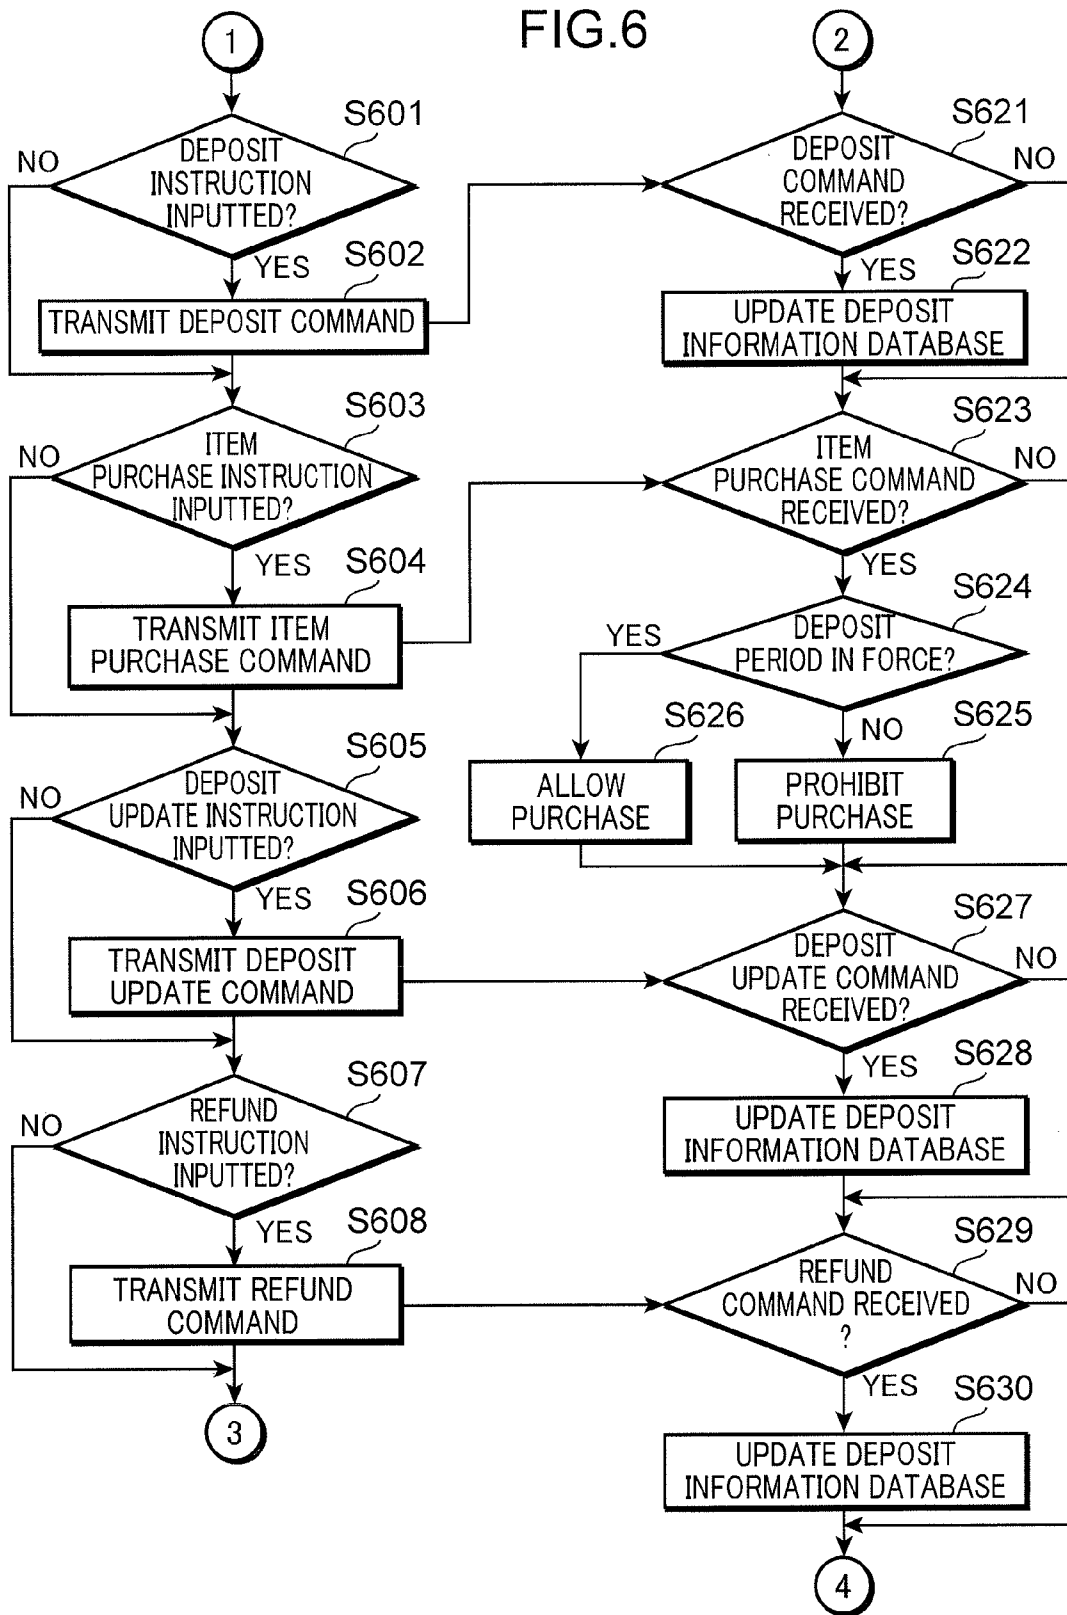 FIG.6
1
S601
DEPOSIT
INSTRUCTION
INPUTTED?
NO
YES
S602
TRANSMIT DEPOSIT COMMAND
S603
ITEM
PURCHASE INSTRUCTION
INPUTTED?
NO
YES
S604
TRANSMIT ITEM
PURCHASE COMMAND
S605
DEPOSIT
UPDATE INSTRUCTION
INPUTTED?
NO
YES
S606
TRANSMIT DEPOSIT
UPDATE COMMAND
S607
REFUND
INSTRUCTION
INPUTTED?
NO
YES
S608
TRANSMIT REFUND
COMMAND
3
2
S621
DEPOSIT
COMMAND
RECEIVED?
NO
YES
S622
UPDATE DEPOSIT
INFORMATION DATABASE
S623
ITEM
PURCHASE COMMAND
RECEIVED?
NO
YES
S624
DEPOSIT
PERIOD IN FORCE?
YES
NO
S626
ALLOW
PURCHASE
S625
PROHIBIT
PURCHASE
S627
DEPOSIT
UPDATE COMMAND
RECEIVED?
NO
YES
S628
UPDATE DEPOSIT
INFORMATION DATABASE
S629
REFUND
COMMAND RECEIVED
?
NO
YES
S630
UPDATE DEPOSIT
INFORMATION DATABASE
4